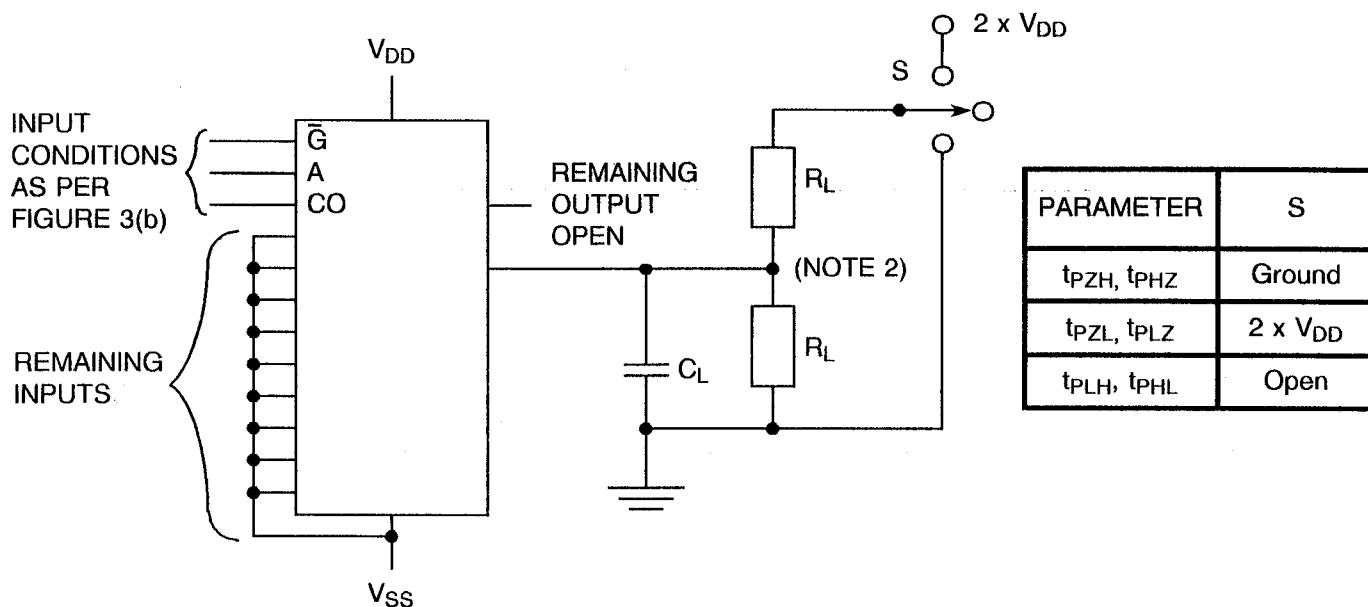 2 x VDD
VDD
S
INPUT
CONDITIONS
AS PER
FIGURE 3(b)
G̅
A
CO
REMAINING
OUTPUT
OPEN
RL
(NOTE 2)
REMAINING
INPUTS
CL
RL
VSS
PARAMETER S
tPZH, tPHZ Ground
tPZL, tPLZ 2 x VDD
tPLH, tPHL Open